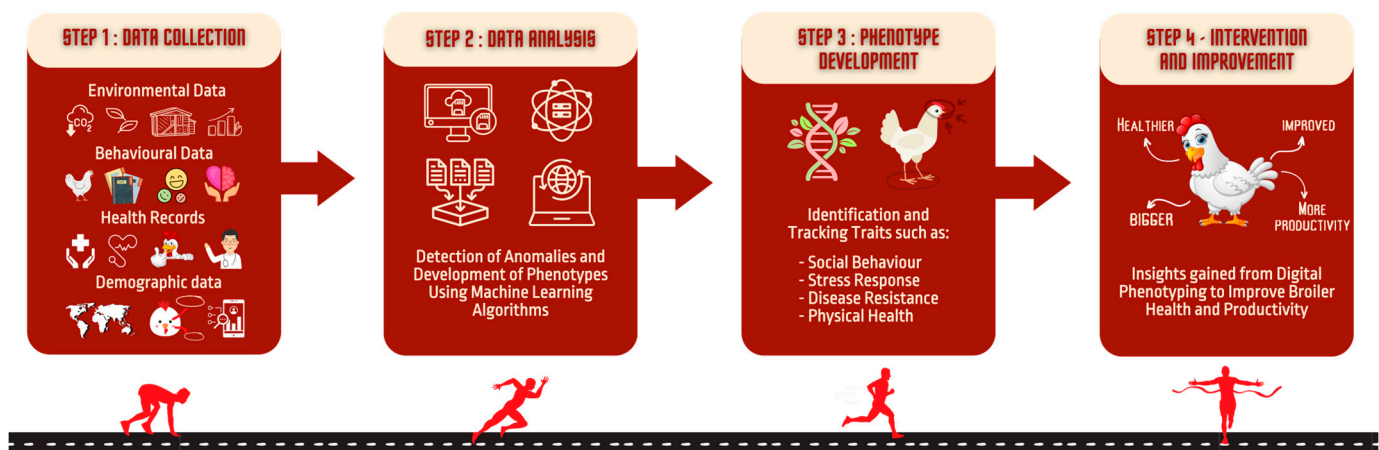 STEP 1 : DATA COLLECTION
Environmental Data
CO2
Behavioural Data
Health Records
Demographic data
STEP 2 : DATA ANALYSIS
Detection of Anomalies and
Development of Phenotypes
Using Machine Learning
Algorithms
STEP 3 : PHENOTYPE
DEVELOPMENT
Identification and
Tracking Traits such as:
- Social Behaviour
- Stress Response
- Disease Resistance
- Physical Health
STEP 4 - INTERVENTION
AND IMPROVEMENT
HEALTHIER
IMPROVED
BIGGER
MORE
PRODUCTIVITY
Insights gained from Digital
Phenotyping to Improve Broiler
Health and Productivity